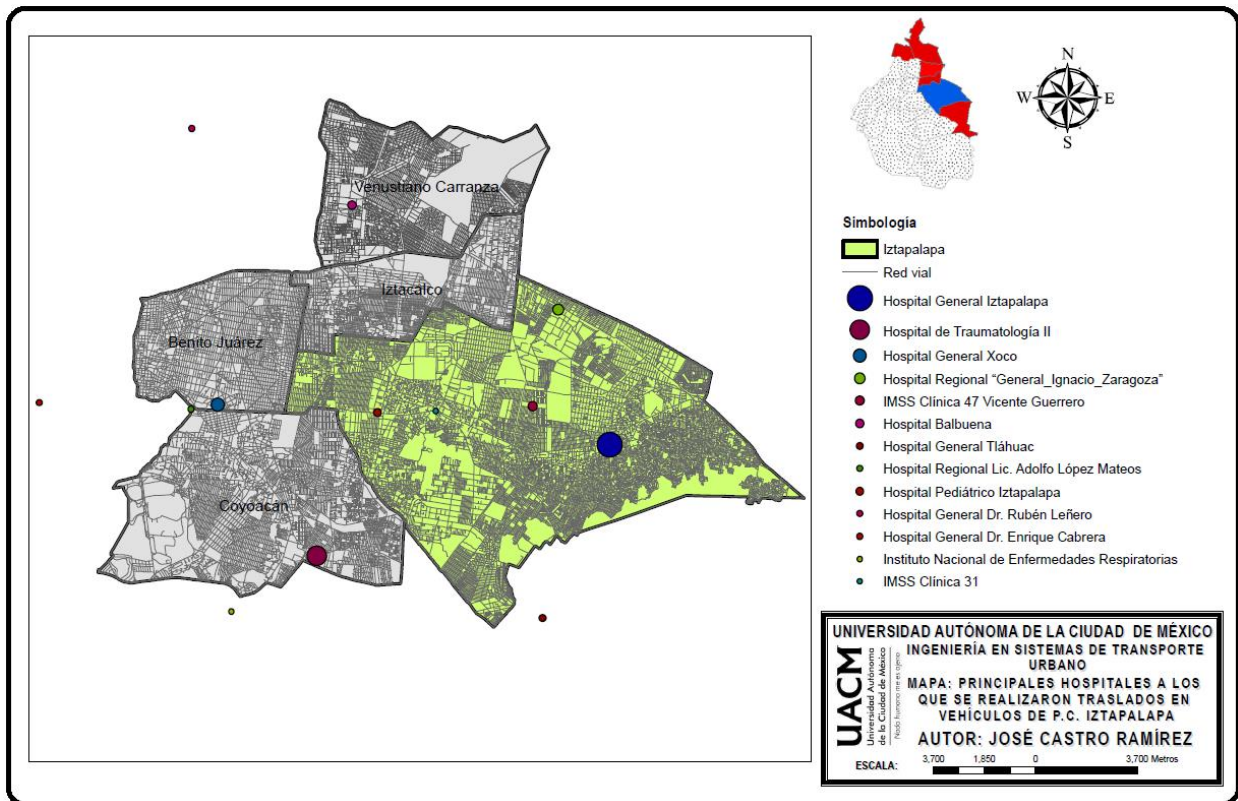 Venustiano Carranza
Iztacalco
Benito Juárez
Coyoacán
N
W E
S
Simbología
Iztapalapa
Red vial
Hospital General Iztapalapa
Hospital de Traumatología II
Hospital General Xoco
Hospital Regional “General_Ignacio_Zaragoza”
IMSS Clínica 47 Vicente Guerrero
Hospital Balbuena
Hospital General Tláhuac
Hospital Regional Lic. Adolfo López Mateos
Hospital Pediátrico Iztapalapa
Hospital General Dr. Rubén Leñero
Hospital General Dr. Enrique Cabrera
Instituto Nacional de Enfermedades Respiratorias
IMSS Clínica 31
UNIVERSIDAD AUTÓNOMA DE LA CIUDAD DE MÉXICO
UACM
Universidad Autónoma
de la Ciudad de México
Nada humano me es ajeno
INGENIERÍA EN SISTEMAS DE TRANSPORTE
URBANO
MAPA: PRINCIPALES HOSPITALES A LOS
QUE SE REALIZARON TRASLADOS EN
VEHÍCULOS DE P.C. IZTAPALAPA
AUTOR: JOSÉ CASTRO RAMÍREZ
ESCALA:
3,700 1,850 0 3,700 Metros